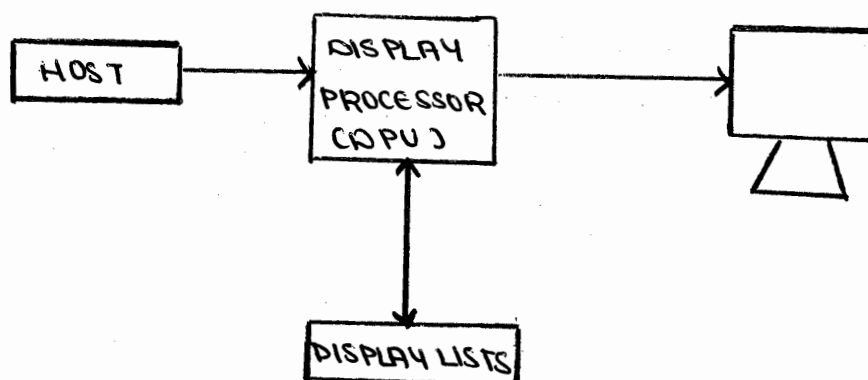 HOST
DISPLAY
PROCESSOR
(DPU)
DISPLAY LISTS